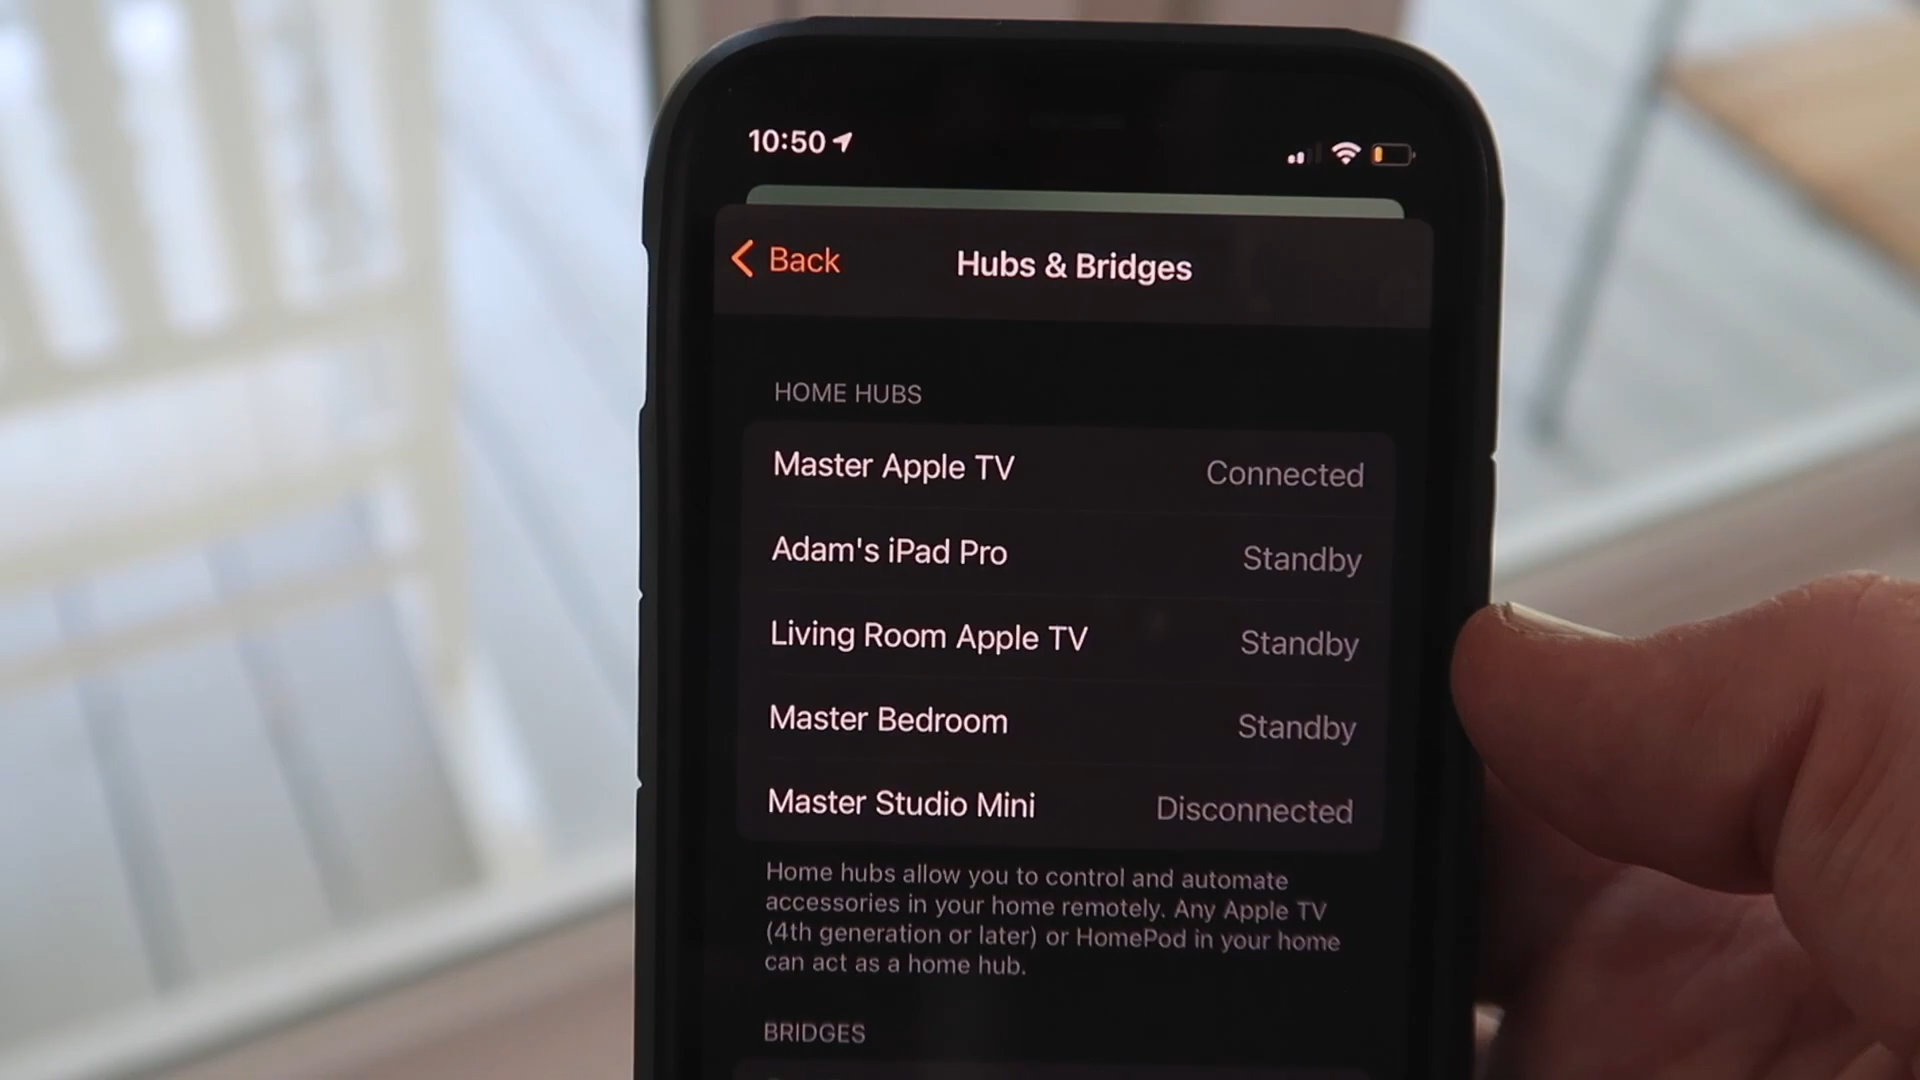 10:50
Back
Hubs & Bridges
HOME HUBS
Master Apple TV Connected
Adam's iPad Pro Standby
Living Room Apple TV Standby
Master Bedroom Standby
Master Studio Mini Disconnected
Home hubs allow you to control and automate
accessories in your home remotely. Any Apple TV
(4th generation or later) or HomePod in your home
can act as a home hub.
BRIDGES